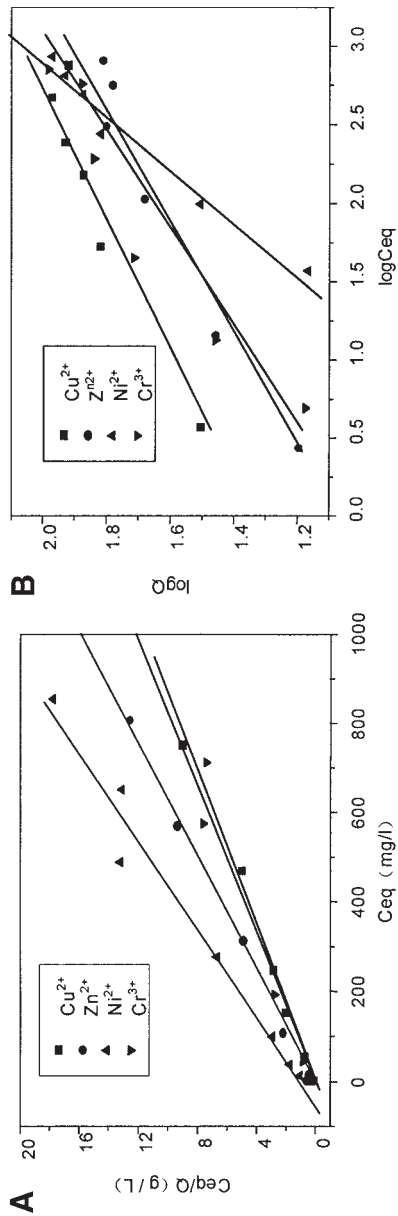 A
Ceq/Q (g/L)
20
16
12
8
4
0
Cu2+
Zn2+
Ni2+
Cr3+
0
200
400
600
800
1000
Ceq (mg/l)
B
logQ
2.0
1.8
1.6
1.4
1.2
Cu2+
Zn2+
Ni2+
Cr3+
0.0
0.5
1.0
1.5
2.0
2.5
3.0
logCeq